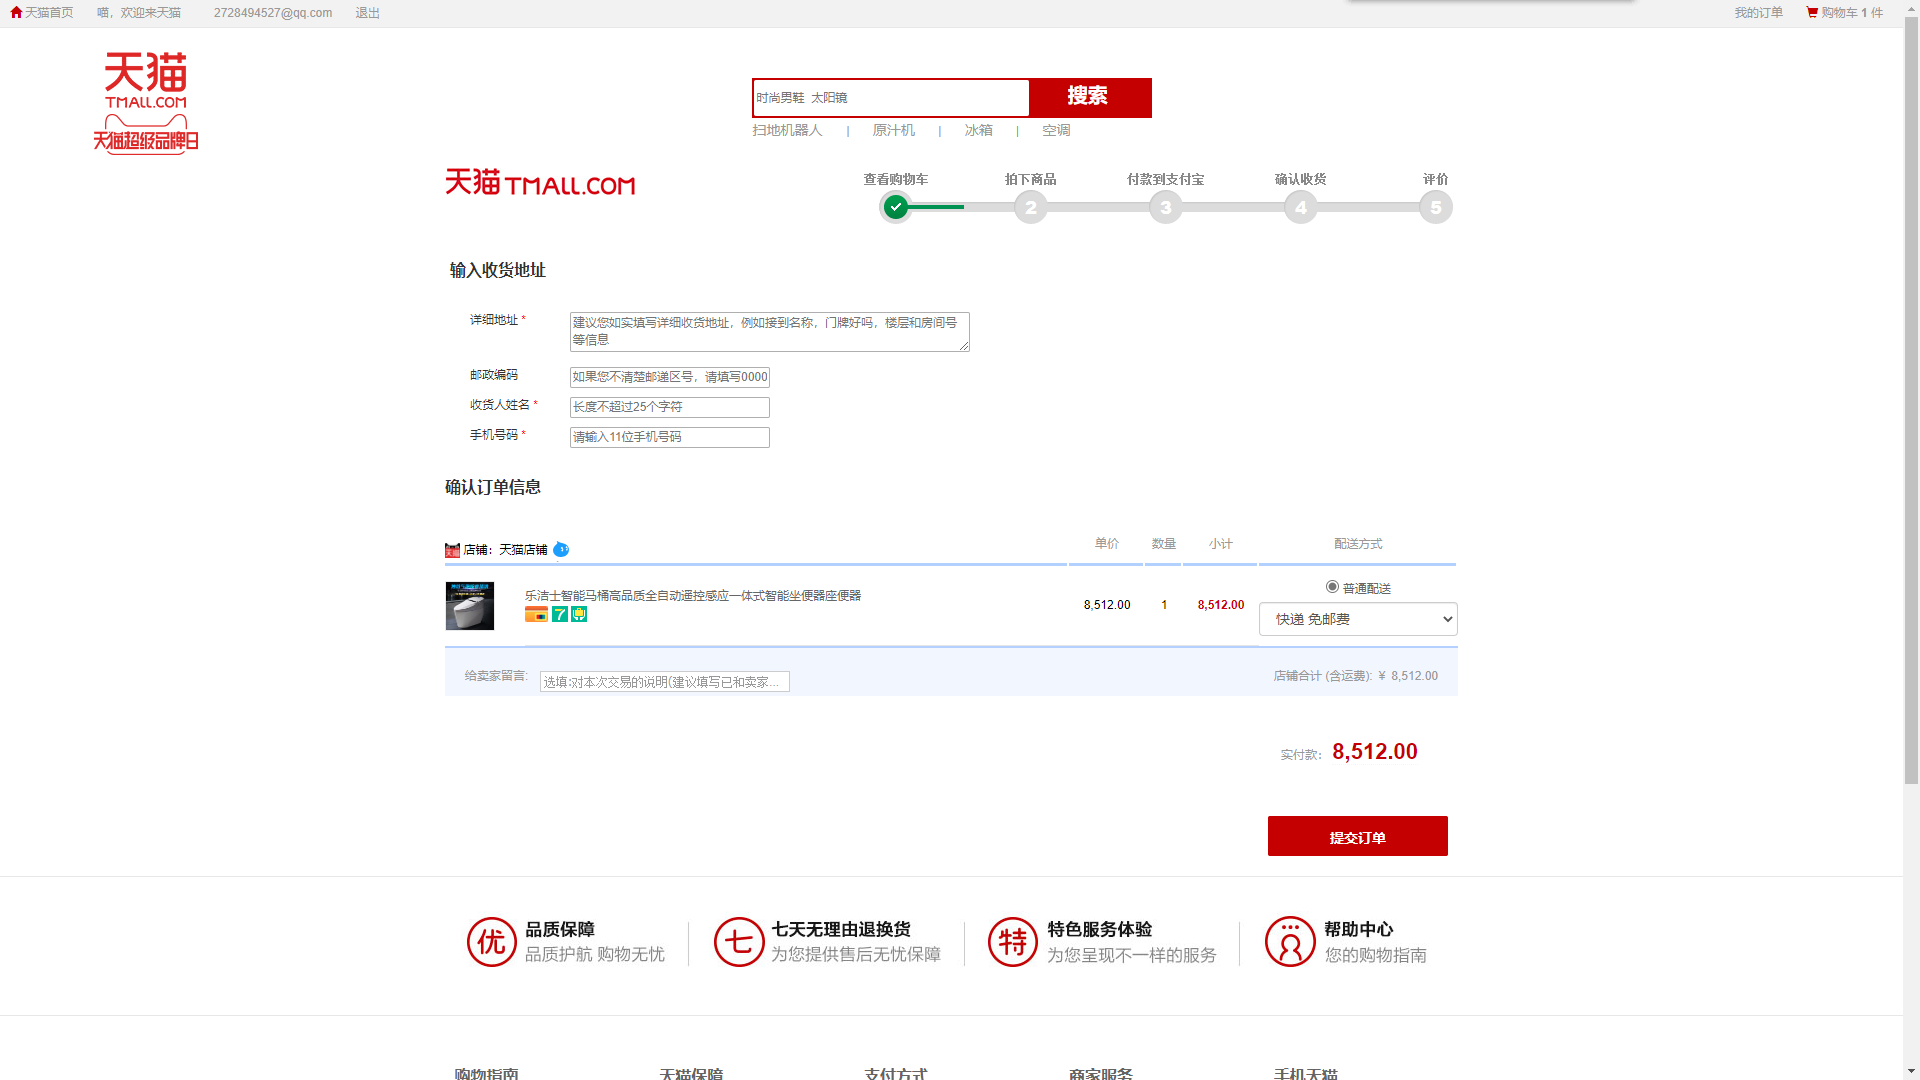 天猫首页 喵，欢迎来天猫 2728494527@qq.com 退出 我的订单 购物车 1 件
天猫
TMALL.COM
天猫超级品牌日
时尚男鞋 太阳镜 搜索
扫地机器人 | 原汁机 | 冰箱 | 空调
天猫 TMALL.COM
查看购物车 拍下商品 付款到支付宝 确认收货 评价
2 3 4 5
输入收货地址
详细地址 * 建议您如实填写详细收货地址，例如接到名称，门牌好吗，楼层和房间号
等信息
邮政编码 如果您不清楚邮递区号，请填写0000
收货人姓名 * 长度不超过25个字符
手机号码 * 请输入11位手机号码
确认订单信息
店铺：天猫店铺 单价 数量 小计 配送方式
乐洁士智能马桶高品质全自动遥控感应一体式智能坐便器座便器 8,512.00 1 8,512.00 普通配送
7
快递 免邮费
给卖家留言: 选填:对本次交易的说明(建议填写已和卖家... 店铺合计 (含运费): ￥ 8,512.00
实付款： 8,512.00
提交订单
优 品质保障 七 七天无理由退换货 特 特色服务体验 帮助中心
品质护航 购物无忧 为您提供售后无忧保障 为您呈现不一样的服务 您的购物指南
购物指南 天猫保障 支付方式 商家服务 手机天猫